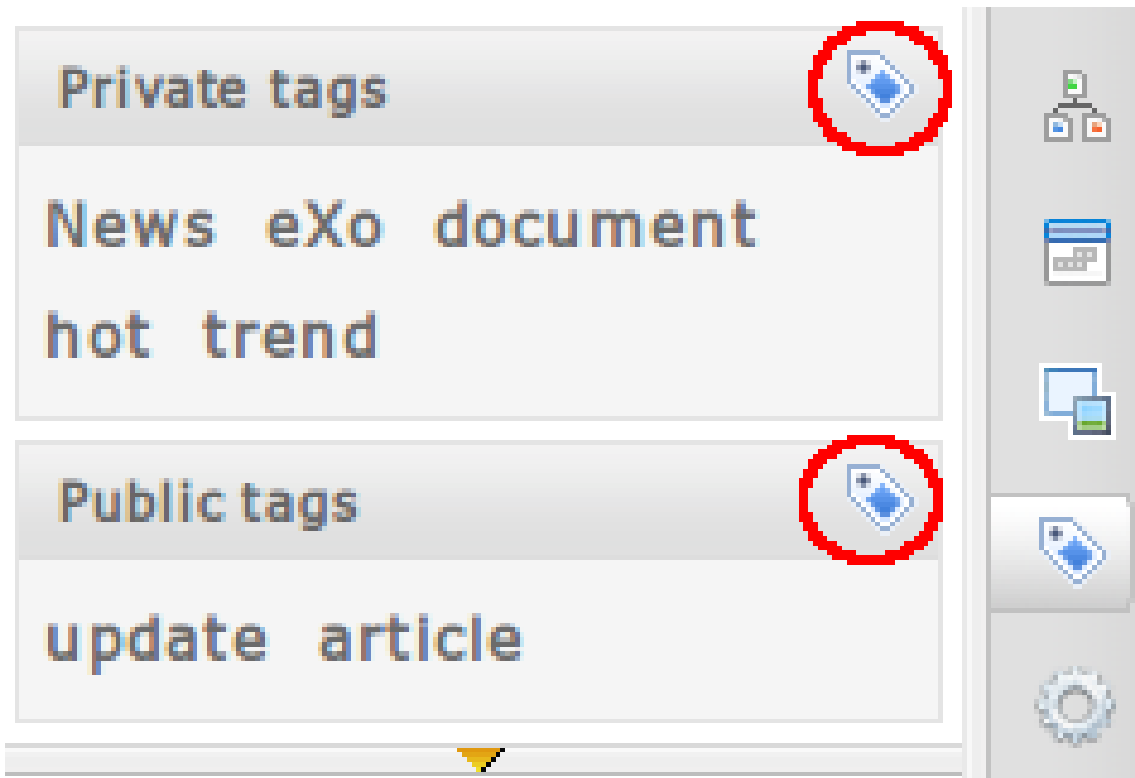 Private tags
News eXo document
hot trend
Public tags
update article